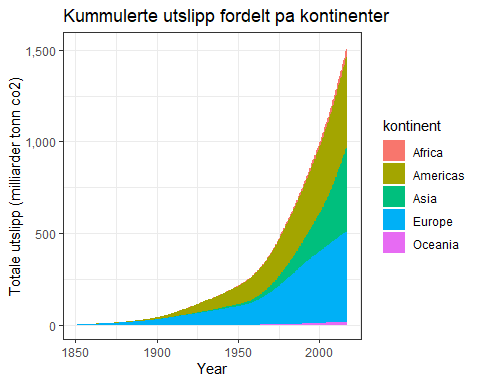 Kummulerte utslipp fordelt pa kontinenter
Totale utslipp (milliarder tonn co2)
1,500
1,000
500
0
1850
1900
1950
2000
Year
kontinent
Africa
Americas
Asia
Europe
Oceania